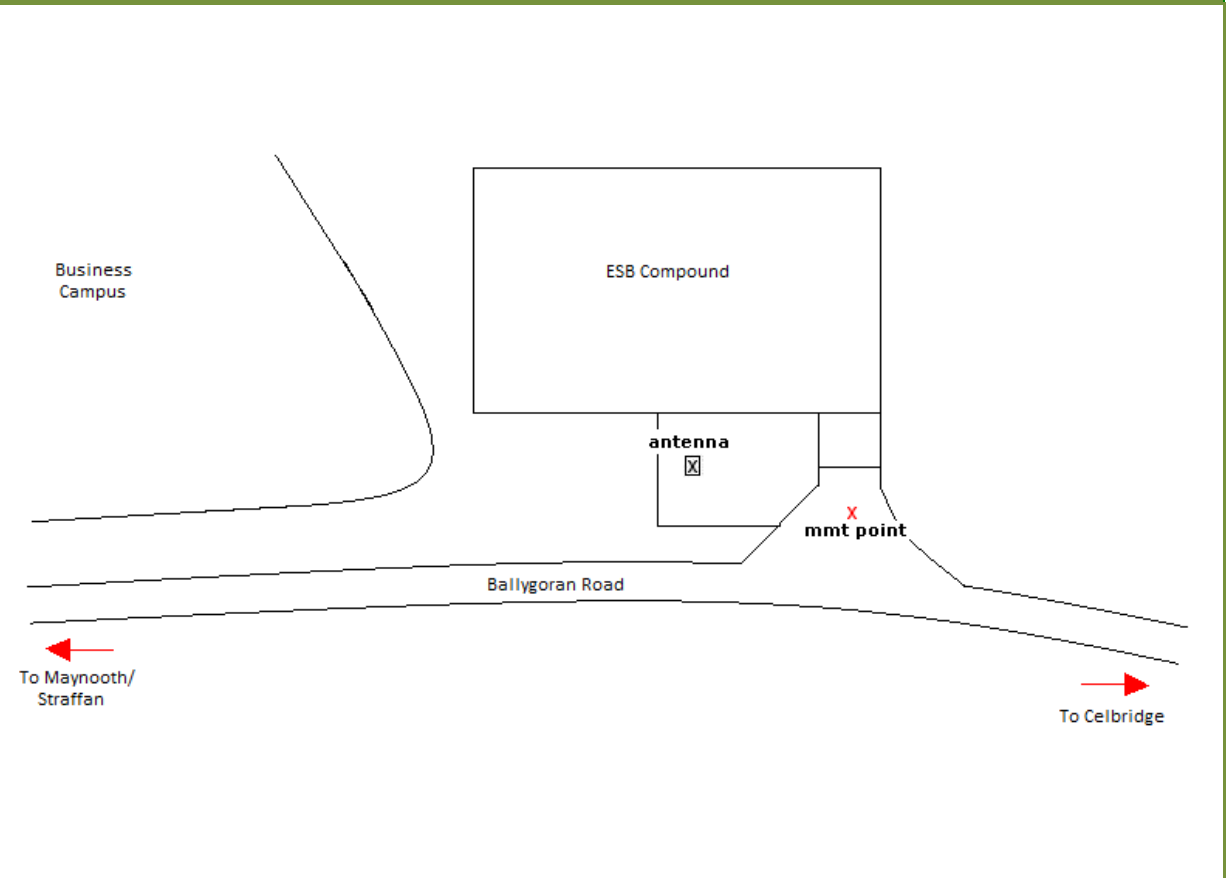 Business
Campus
ESB Compound
antenna
X
X
mmt point
Ballygoran Road
To Maynooth/
Straffan
To Celbridge